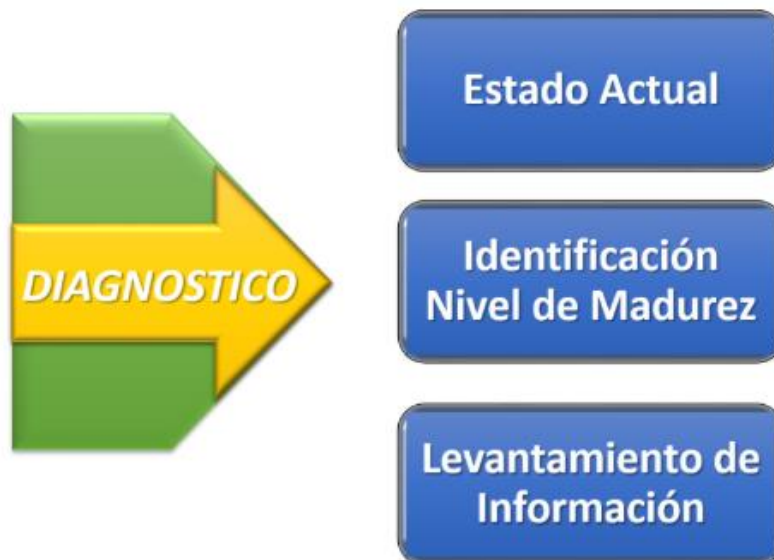 Estado Actual
DIAGNOSTICO
Identificación
Nivel de Madurez
Levantamiento de
Información